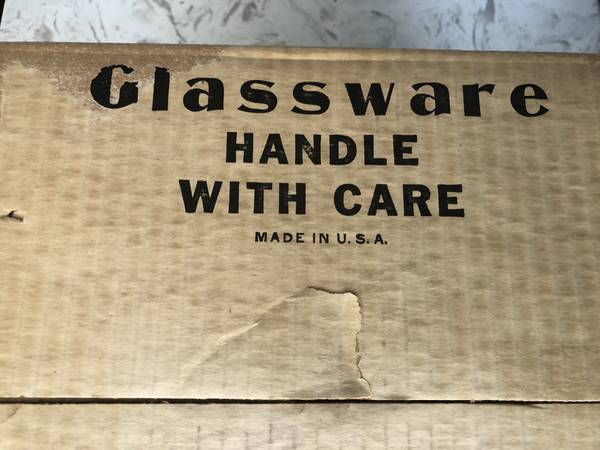 Glassware
HANDLE
WITH CARE
MADE IN U.S.A.